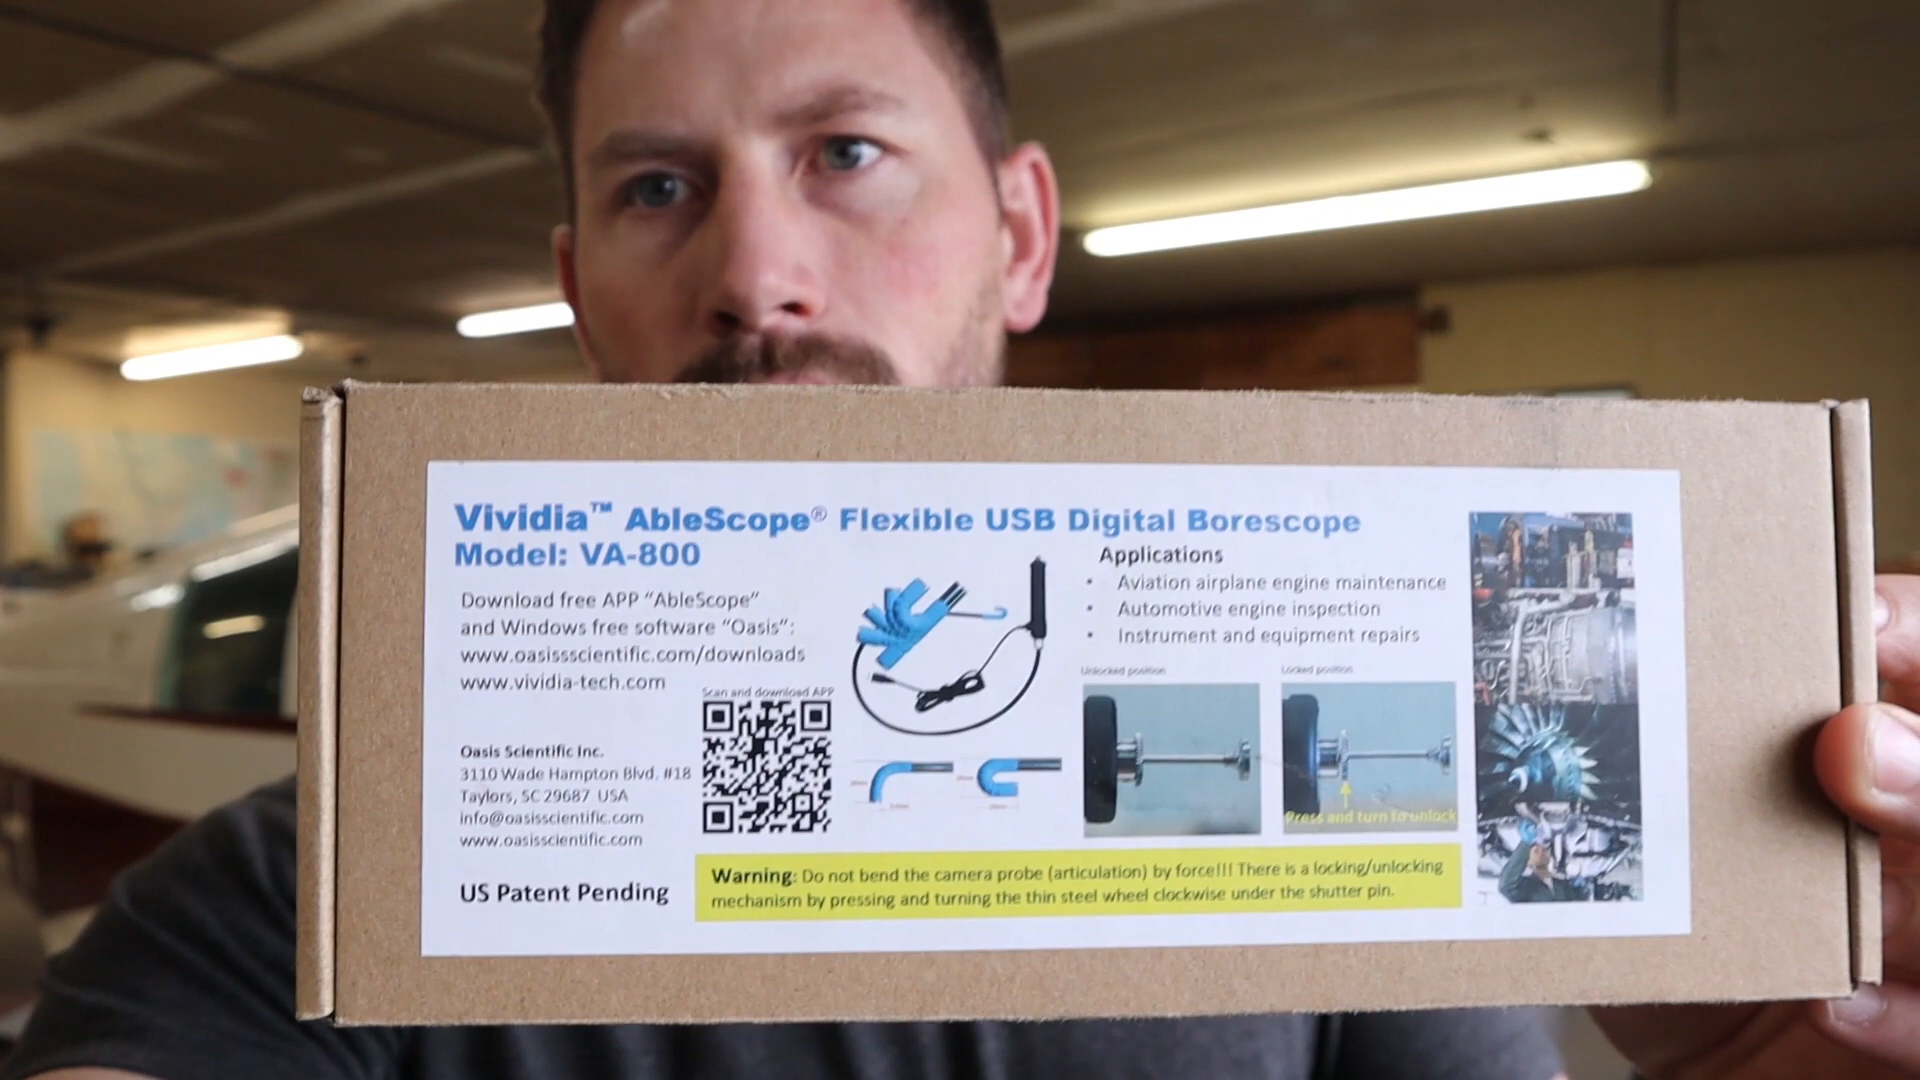 Vividia™ AbleScope® Flexible USB Digital Borescope
Model: VA-800
Download free APP “AbleScope”
and Windows free software “Oasis”:
www.oasissscientific.com/downloads
www.vividia-tech.com
Scan and download APP
Oasis Scientific Inc.
3110 Wade Hampton Blvd. #18
Taylors, SC 29687 USA
info@oasisscientific.com
www.oasisscientific.com
US Patent Pending
Applications
• Aviation airplane engine maintenance
• Automotive engine inspection
• Instrument and equipment repairs
Unlocked position
Locked position
Press and turn to unlock
Warning: Do not bend the camera probe (articulation) by force!!! There is a locking/unlocking
mechanism by pressing and turning the thin steel wheel clockwise under the shutter pin.